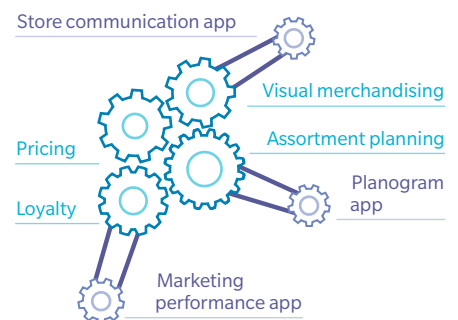 Store communication app
Visual merchandising
Assortment planning
Pricing
Planogram
app
Loyalty
Marketing
performance app